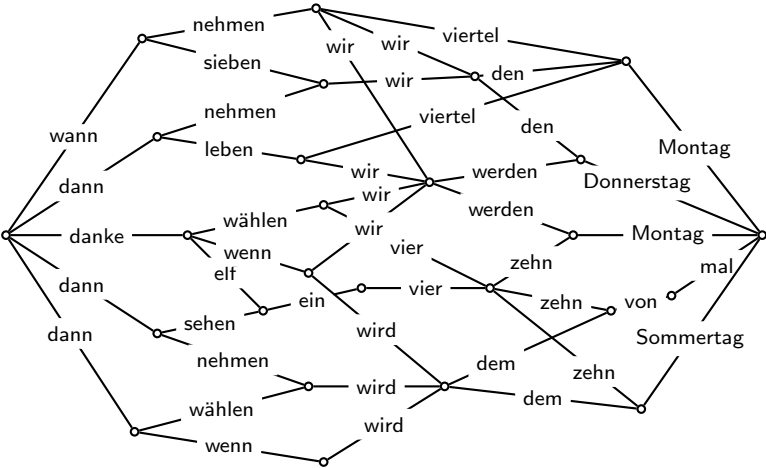 nehmen
viertel
wir
wir
sieben
den
wir
nehmen
viertel
den
wann
Montag
leben
wir
werden
dann
Donnerstag
wir
wählen
werden
wir
danke
Montag
vier
wenn
zehn
mal
elf
dann
vier
ein
zehn
von
sehen
dann
wird
Sommertag
nehmen
dem
zehn
wird
dem
wählen
wird
wenn